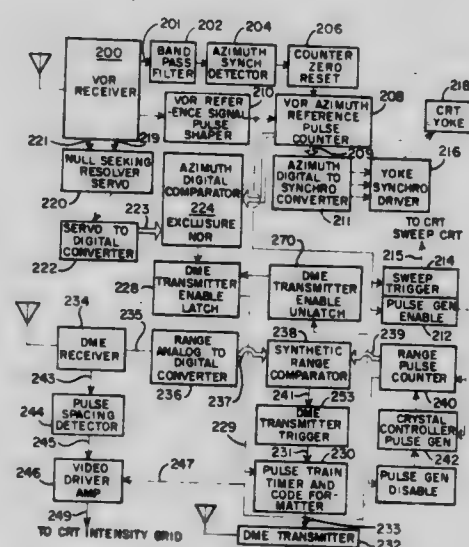 201
202
204
206
200
VOR
RECEIVER
BAND
PASS
FILTER
AZIMUTH
SYNCH
DETECTOR
COUNTER
ZERO
RESET
210
218
CRT
YOKE
VOR REFER
ENCE SIGNAL
PULSE
SHAPER
208
VOR AZIMUTH
REFERENCE
PULSE
COUNTER
221
219
209
216
NULL SEEKING
RESOLVER
SERVO
220
AZIMUTH
DIGITAL
COMPARATOR
224
EXCLUSURE
NOR
AZIMUTH
DIGITAL TO
SYNCHRO
CONVERTER
211
YOKE
SYNCHRO
DRIVER
223
SERVO TO
DIGITAL
CONVERTER
222
270
TO CRT
SWEEP CRT
215
214
228
DME
TRANSMITTER
ENABLE
LATCH
DME
TRANSMITTER
ENABLE
UNLATCH
SWEEP
TRIGGER
PULSE GEN
ENABLE
212
234
235
238
239
DME
RECEIVER
RANGE
ANALOG TO
DIGITAL
CONVERTER
236
237
SYNTHETIC
RANGE
COMPARATOR
RANGE
PULSE
COUNTER
240
243
241
253
244
PULSE
SPACING
DETECTOR
229
DME
TRANSMITTER
TRIGGER
CRYSTAL
CONTROLLER
PULSE GEN
242
245
231
230
246
VIDEO
DRIVER
AMP
247
PULSE TRAIN
TIMER AND
CODE FOR-
MATTER
PULSE GEN
DISABLE
249
233
TO CRT INTENSITY GRID
DME TRANSMITTER
232